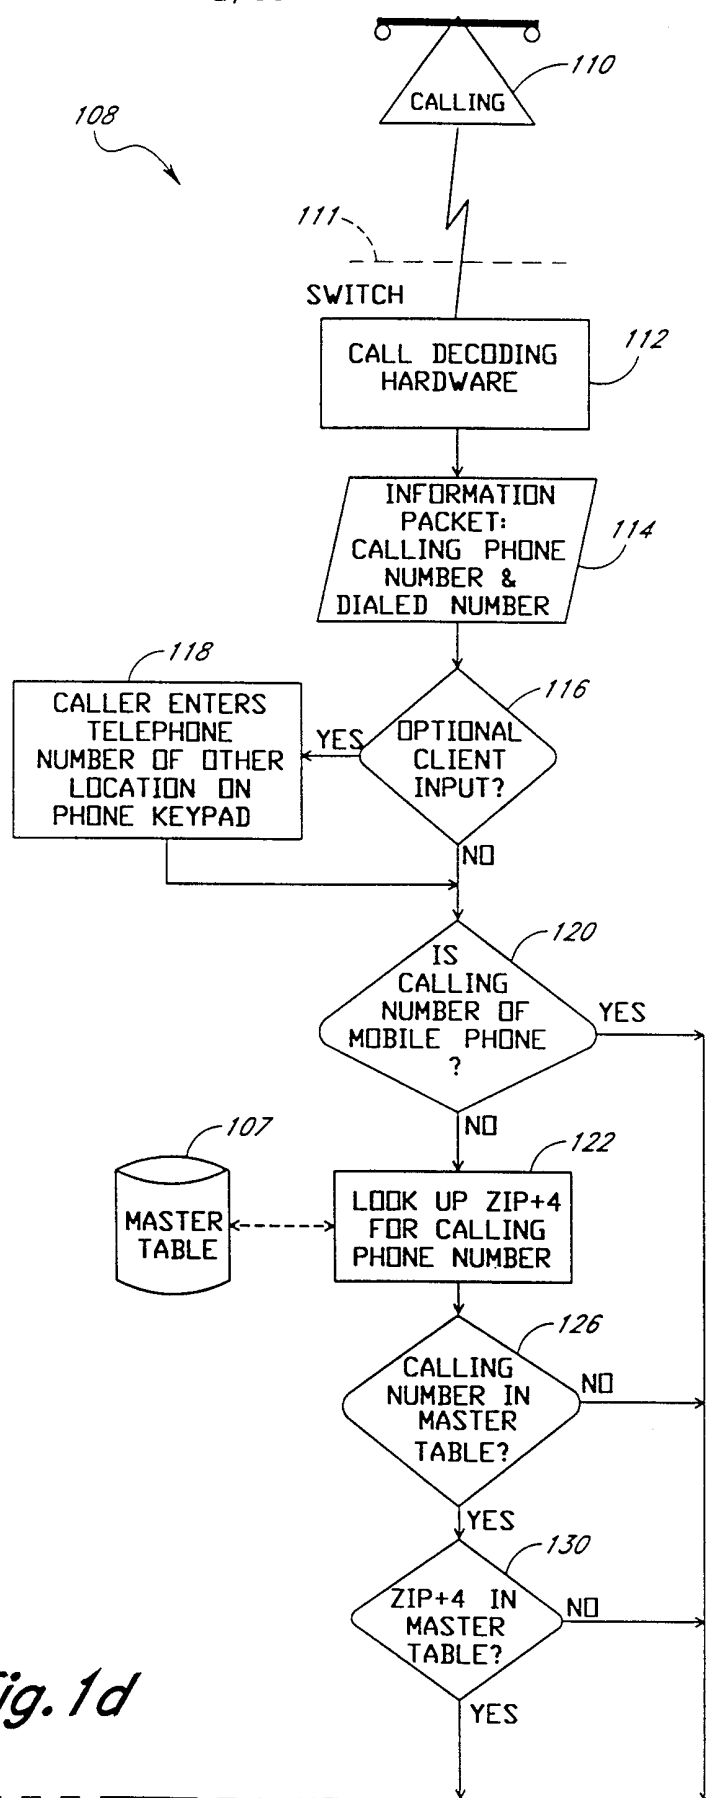 CALLING
110
108
111
SWITCH
CALL DECODING
HARDWARE
112
INFORMATION
PACKET:
CALLING PHONE
NUMBER &
DIALED NUMBER
114
118
CALLER ENTERS
TELEPHONE
NUMBER OF OTHER
LOCATION ON
PHONE KEYPAD
YES
116
OPTIONAL
CLIENT
INPUT?
NO
120
IS
CALLING
NUMBER OF
MOBILE PHONE
?
YES
NO
107
MASTER
TABLE
122
LOOK UP ZIP+4
FOR CALLING
PHONE NUMBER
126
CALLING
NUMBER IN
MASTER
TABLE?
NO
YES
130
ZIP+4 IN
MASTER
TABLE?
NO
YES
ig.1d